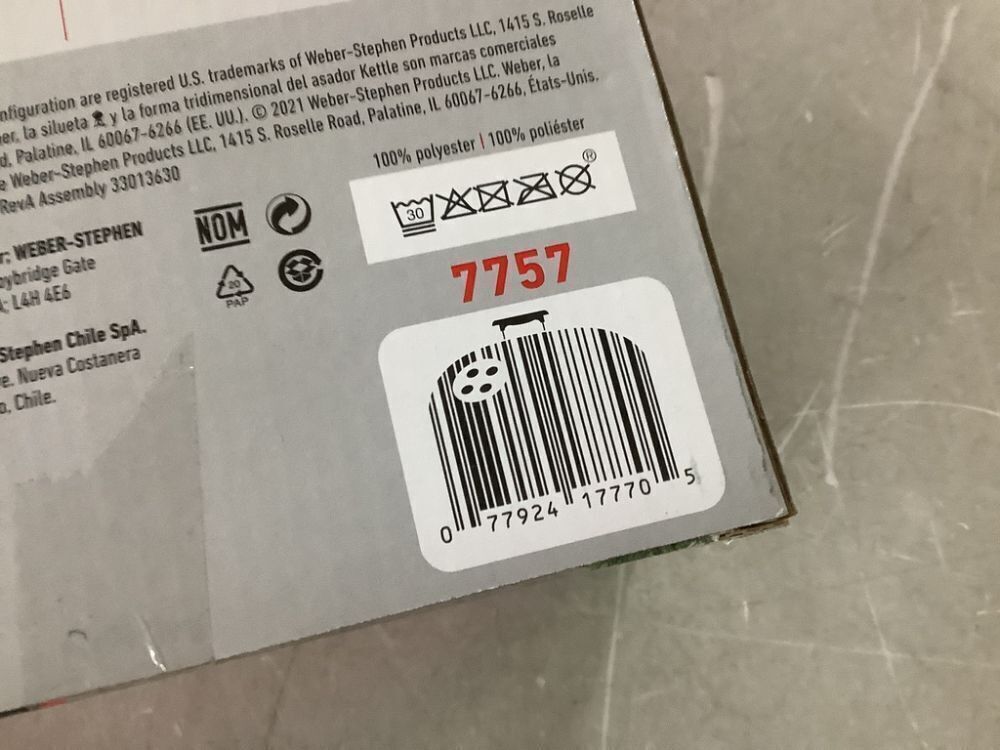 nfiguration are registered U.S. trademarks of Weber-Stephen Products LLC, 1415 S. Roselle
er, la silueta y la forma tridimensional del asador Kettle son marcas comerciales
d, Palatine, IL 60067-6266 (EE. UU.). © 2021 Weber-Stephen Products LLC. Weber, la
e Weber-Stephen Products LLC, 1415 S. Roselle Road, Palatine, IL 60067-6266, États-Unis.
RevA Assembly 33013630
100% polyester | 100% poliéster
30 ®
r: WEBER-STEPHEN
oybridge Gate
; L4H 4E6
Stephen Chile SpA.
e. Nueva Costanera
o, Chile.
NOM
20
PAP
7757
0 77924 17770 5